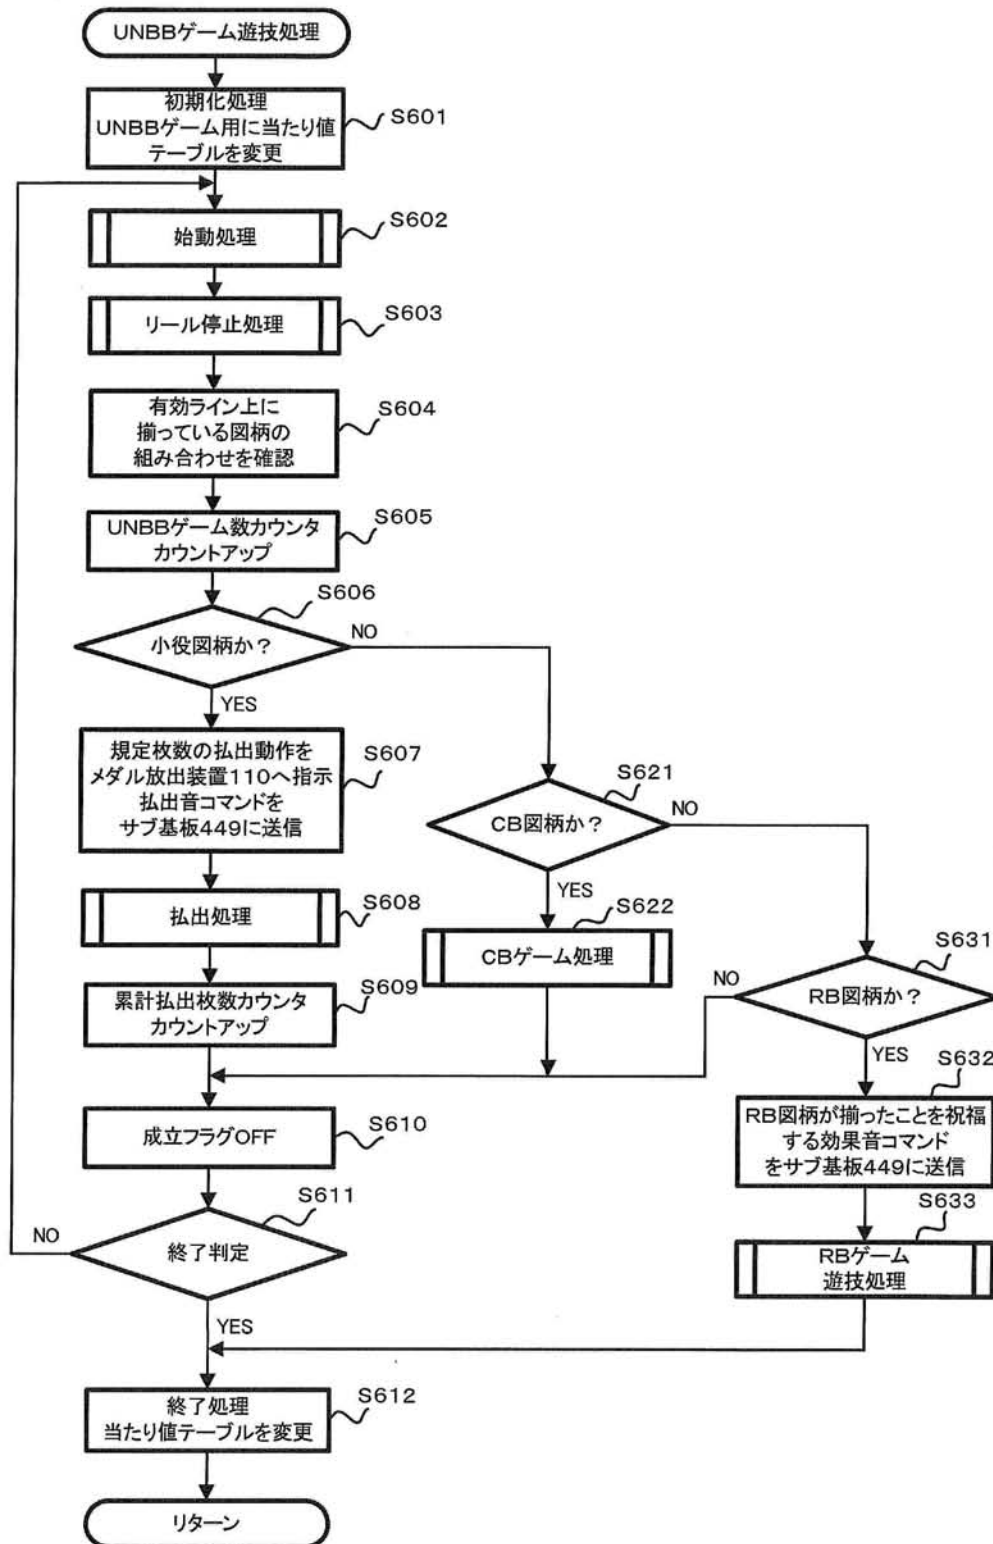 UNBBゲーム遊技処理
初期化処理
UNBBゲーム用に当たり値
テーブルを変更
S601
始動処理
S602
リール停止処理
S603
有効ライン上に
揃っている図柄の
組み合わせを確認
S604
UNBBゲーム数カウンタ
カウントアップ
S605
小役図柄か？
S606
NO
YES
規定枚数の払出動作を
メダル放出装置110へ指示
払出音コマンドを
サブ基板449に送信
S607
CB図柄か？
S621
NO
YES
払出処理
S608
CBゲーム処理
S622
累計払出枚数カウンタ
カウントアップ
S609
RB図柄か？
S631
NO
YES
成立フラグOFF
S610
RB図柄が揃ったことを祝福
する効果音コマンド
をサブ基板449に送信
S632
終了判定
S611
NO
YES
RBゲーム
遊技処理
S633
終了処理
当たり値テーブルを変更
S612
リターン